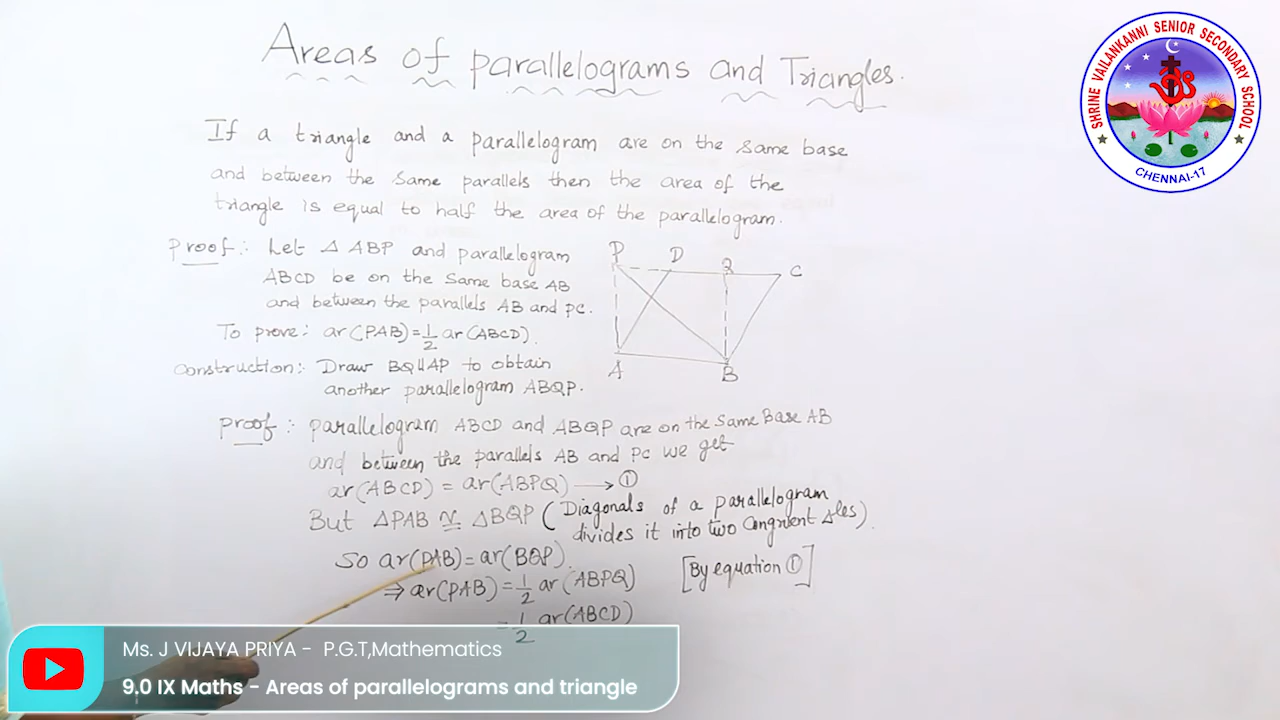 Areas of parallelograms and Triangles.
If a triangle and a parallelogram are on the same base
and between the same parallels then the area of the
triangle is equal to half the area of the parallelogram.
Proof: Let △ ABP and parallelogram
ABCD be on the same base AB
and between the parallels AB and PC.
To prove: ar(PAB)=1/2 ar(ABCD).
Construction: Draw BQ||AP to obtain
another parallelogram ABQP.
P D Q C
A B
Proof: parallelogram ABCD and ABQP are on the same Base AB
and between the parallels AB and PC we get
ar(ABCD) = ar(ABPQ) → ①
But △PAB ≅ △BQP (Diagonals of a parallelogram
divides it into two congruent △les).
So ar(PAB)=ar(BQP).
⇒ ar(PAB)=1/2 ar(ABPQ) [By equation ①]
=1/2 ar(ABCD)
SHRINE VAILANKANNI SENIOR SECONDARY SCHOOL
CHENNAI-17
Ms. J VIJAYA PRIYA - P.G.T,Mathematics
9.0 IX Maths - Areas of parallelograms and triangle